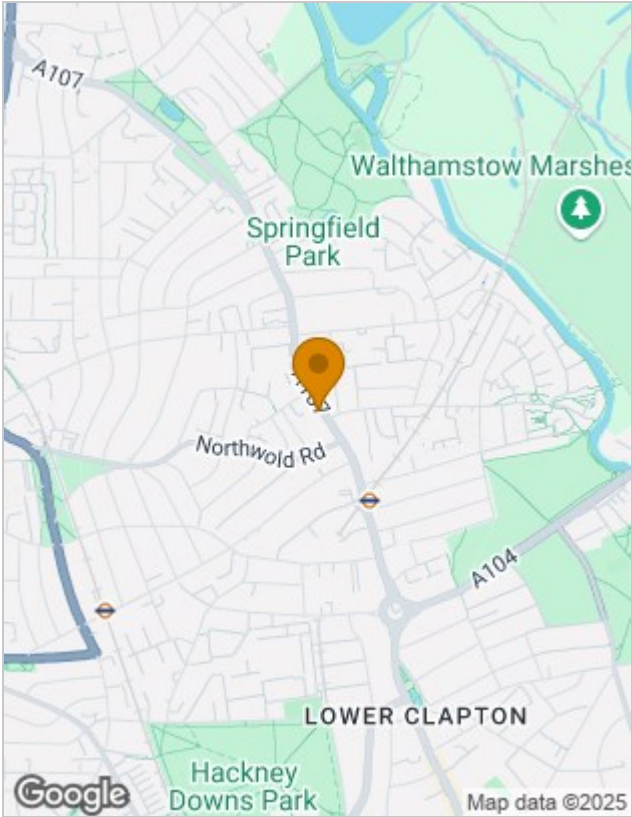 A107
Walthamstow Marshes
Springfield
Park
Northwold Rd
A104
LOWER CLAPTON
Hackney
Downs Park
Google
Map data ©2025